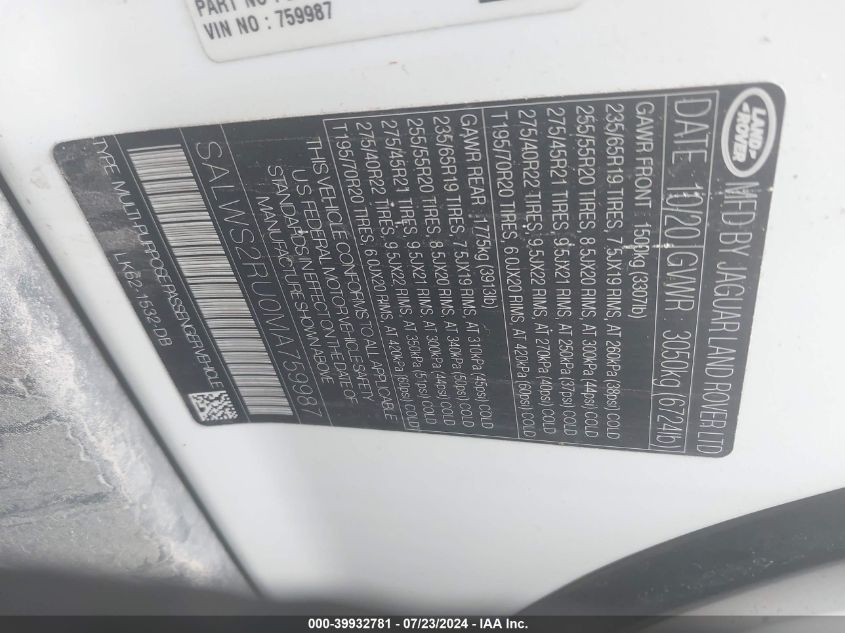 PART NO
VIN NO : 759987
LAND
ROVER
MFD BY JAGUAR LAND ROVER LTD
DATE 10/20 GVWR : 3050kg (6724lb)
GAWR FRONT : 1500kg (3307lb)
235/65R19 TIRES, 7.5JX19 RIMS, AT 260kPa (38psi) COLD
255/55R20 TIRES, 8.5JX20 RIMS, AT 300kPa (44psi) COLD
275/45R21 TIRES, 9.5JX21 RIMS, AT 250kPa (37psi) COLD
275/40R22 TIRES, 9.5JX22 RIMS, AT 270kPa (40psi) COLD
T195/70R20 TIRES, 6.0JX20 RIMS, AT 420kPa (60psi) COLD
GAWR REAR : 1775kg (3913lb)
235/65R19 TIRES, 7.5JX19 RIMS, AT 310kPa (45psi) COLD
255/55R20 TIRES, 8.5JX20 RIMS, AT 340kPa (50psi) COLD
275/45R21 TIRES, 9.5JX21 RIMS, AT 300kPa (44psi) COLD
275/40R22 TIRES, 9.5JX22 RIMS, AT 350kPa (51psi) COLD
T195/70R20 TIRES, 6.0JX20 RIMS, AT 420kPa (60psi) COLD
THIS VEHICLE CONFORMS TO ALL APPLICABLE
U.S. FEDERAL MOTOR VEHICLE SAFETY
STANDARDS IN EFFECT ON THE DATE OF
MANUFACTURE SHOWN ABOVE
SALWS2RU0MA759987
TYPE: MULTI-PURPOSE PASSENGER VEHICLE
LK62-1532-DB
000-39932781 - 07/23/2024 - IAA Holdings, LLC.